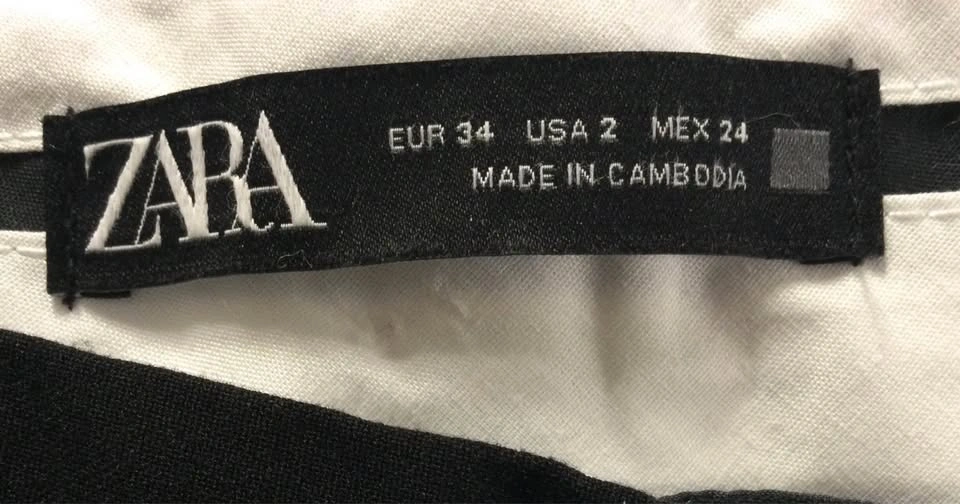 ZARA
EUR 34 USA 2 MEX 24
MADE IN CAMBODIA